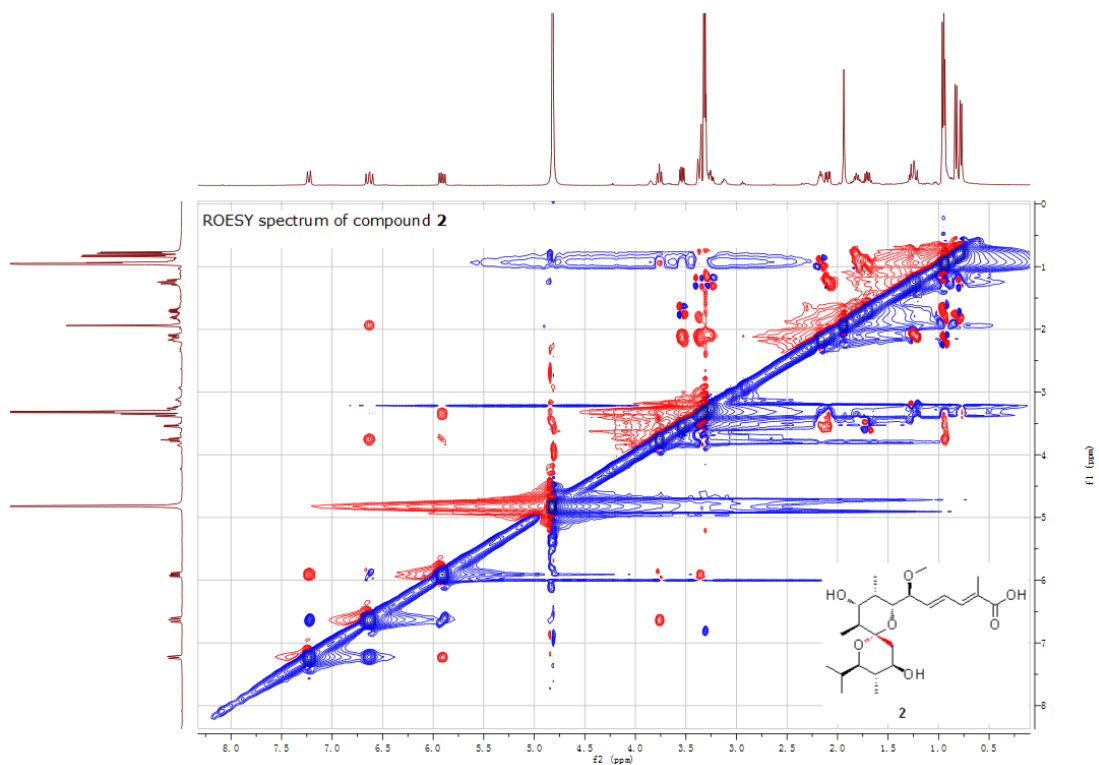 ROESY spectrum of compound 2
0
1
2
3
4
5
6
7
8
f1 (ppm)
O
HO
OH
O
O
O
OH
2
8.0 7.5 7.0 6.5 6.0 5.5 5.0 4.5 4.0 3.5 3.0 2.5 2.0 1.5 1.0 0.5
f2 (ppm)